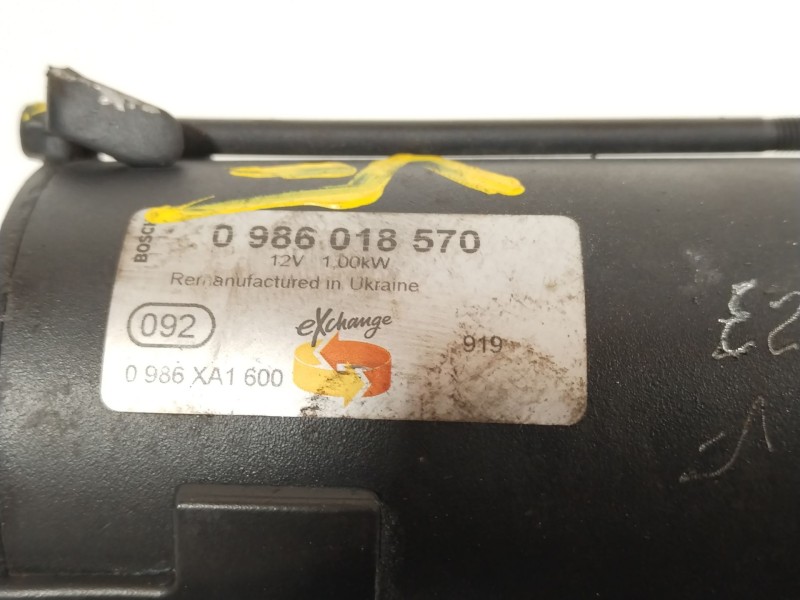 BOSCH
0 986 018 570
12V 1,00kW
Remanufactured in Ukraine
092
eXchange
919
0 986 XA1 600